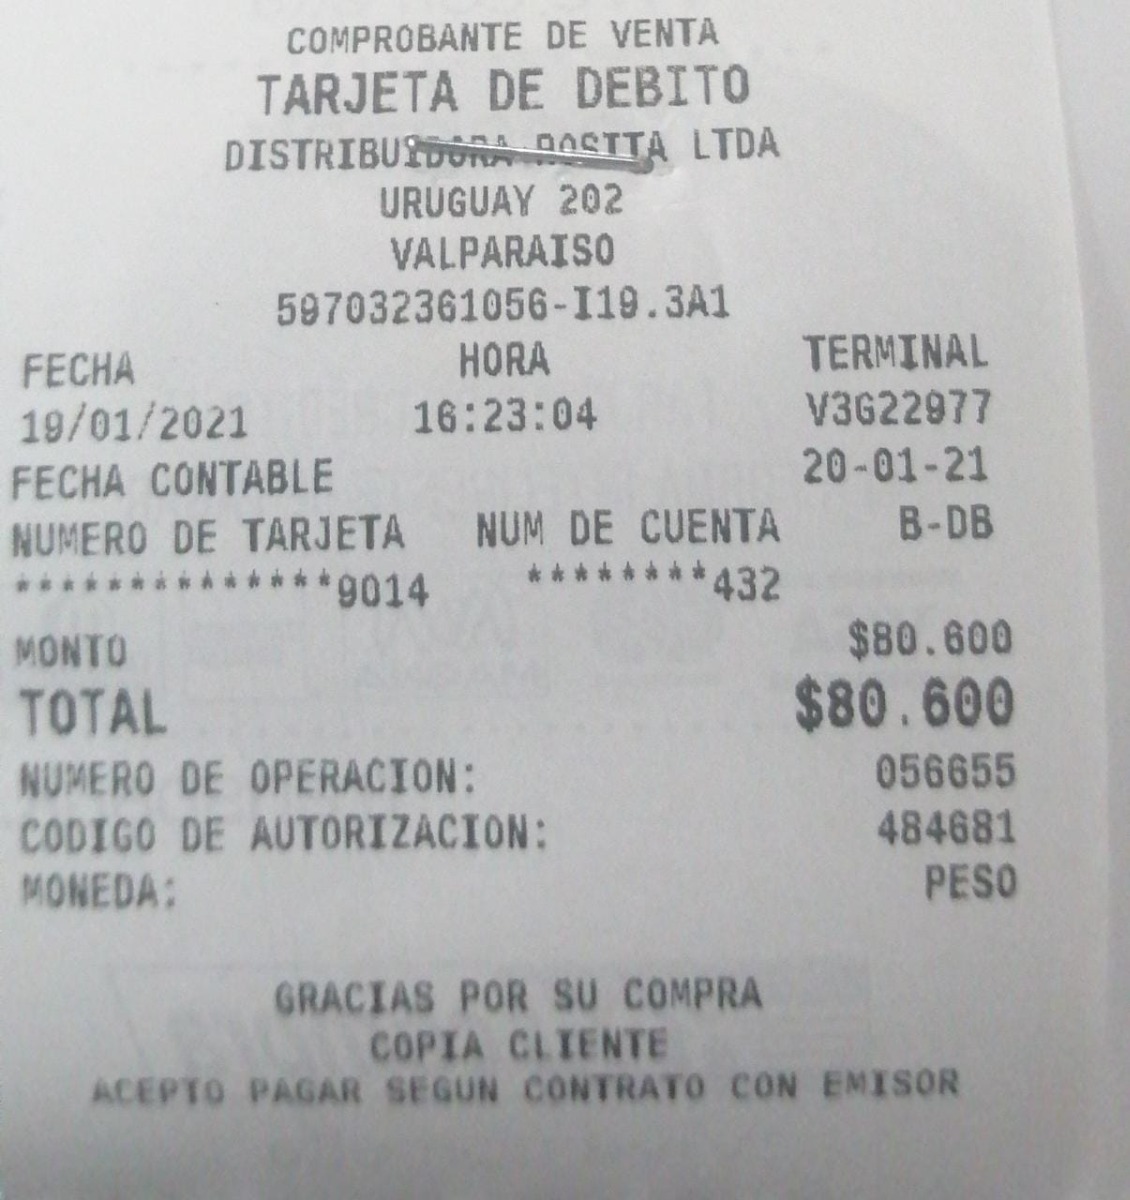 COMPROBANTE DE VENTA
TARJETA DE DEBITO
DISTRIBUIDORA ROSITA LTDA
URUGUAY 202
VALPARAISO
597032361056-I19.3A1
FECHA HORA TERMINAL
19/01/2021 16:23:04 V3G22977
FECHA CONTABLE 20-01-21
NUMERO DE TARJETA NUM DE CUENTA B-DB
**************9014 ********432
MONTO $80.600
TOTAL $80.600
NUMERO DE OPERACION: 056655
CODIGO DE AUTORIZACION: 484681
MONEDA: PESO
GRACIAS POR SU COMPRA
COPIA CLIENTE
ACEPTO PAGAR SEGUN CONTRATO CON EMISOR